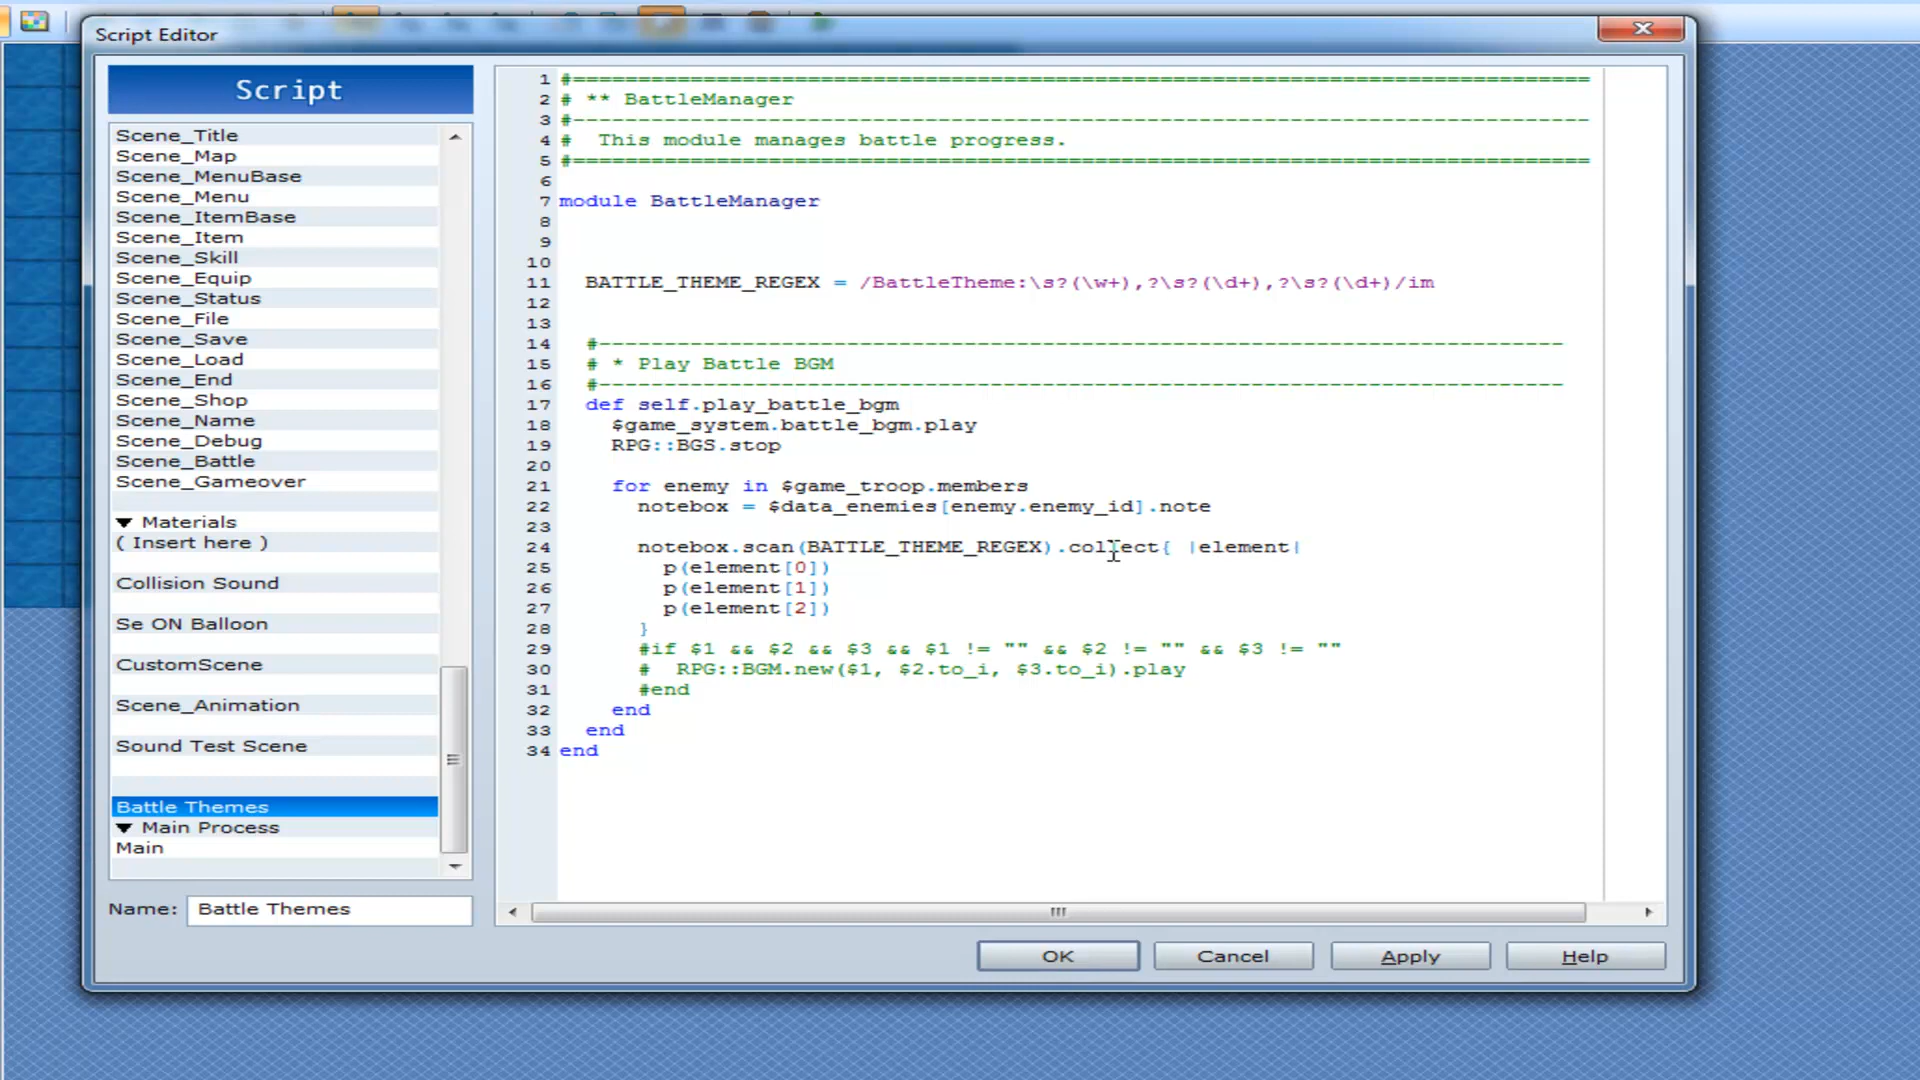 Script Editor
Script
Scene_Title
Scene_Map
Scene_MenuBase
Scene_Menu
Scene_ItemBase
Scene_Item
Scene_Skill
Scene_Equip
Scene_Status
Scene_File
Scene_Save
Scene_Load
Scene_End
Scene_Shop
Scene_Name
Scene_Debug
Scene_Battle
Scene_Gameover
▼ Materials
( Insert here )
Collision Sound
Se ON Balloon
CustomScene
Scene_Animation
Sound Test Scene
Battle Themes
▼ Main Process
Main
Name: Battle Themes
1 #==============================================================================
2 # ** BattleManager
3 #------------------------------------------------------------------------------
4 #  This module manages battle progress.
5 #==============================================================================
6
7 module BattleManager
8
9
10
11   BATTLE_THEME_REGEX = /BattleTheme:\s?(\w+),?\s?(\d+),?\s?(\d+)/im
12
13
14   #--------------------------------------------------------------------------
15   # * Play Battle BGM
16   #--------------------------------------------------------------------------
17   def self.play_battle_bgm
18     $game_system.battle_bgm.play
19     RPG::BGS.stop
20
21     for enemy in $game_troop.members
22       notebox = $data_enemies[enemy.enemy_id].note
23
24       notebox.scan(BATTLE_THEME_REGEX).collect{ |element|
25         p(element[0])
26         p(element[1])
27         p(element[2])
28       }
29       #if $1 && $2 && $3 && $1 != "" && $2 != "" && $3 != ""
30       #  RPG::BGM.new($1, $2.to_i, $3.to_i).play
31       #end
32     end
33   end
34 end
OK
Cancel
Apply
Help